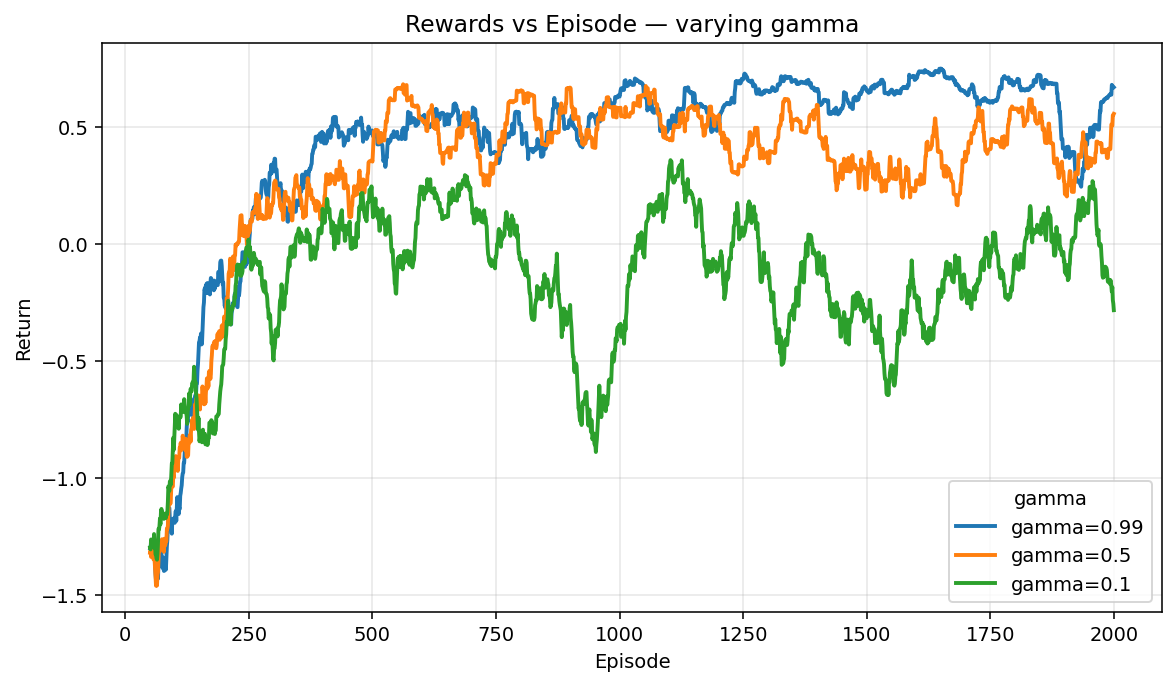 Rewards vs Episode — varying gamma
Return
0.5
0.0
−0.5
−1.0
−1.5
0 250 500 750 1000 1250 1500 1750 2000
Episode
gamma
gamma=0.99
gamma=0.5
gamma=0.1